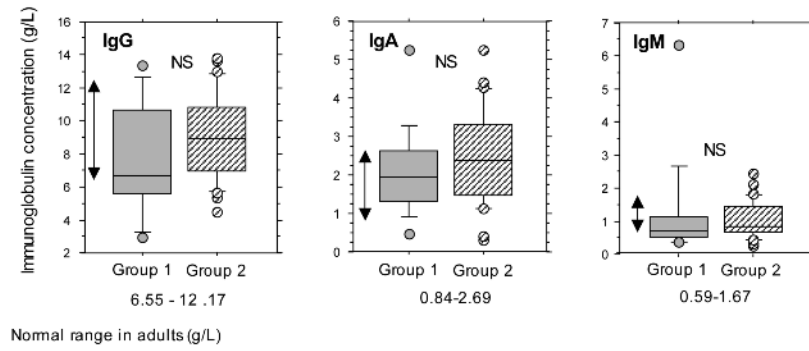 Immunoglobulin concentration (g/L)
16
14
12
10
8
6
4
2
IgG
NS
Group 1 Group 2
6.55 - 12 .17
6
5
4
3
2
1
0
IgA
NS
Group 1 Group 2
0.84-2.69
7
6
5
4
3
2
1
0
IgM
NS
Group 1 Group 2
0.59-1.67
Normal range in adults (g/L)